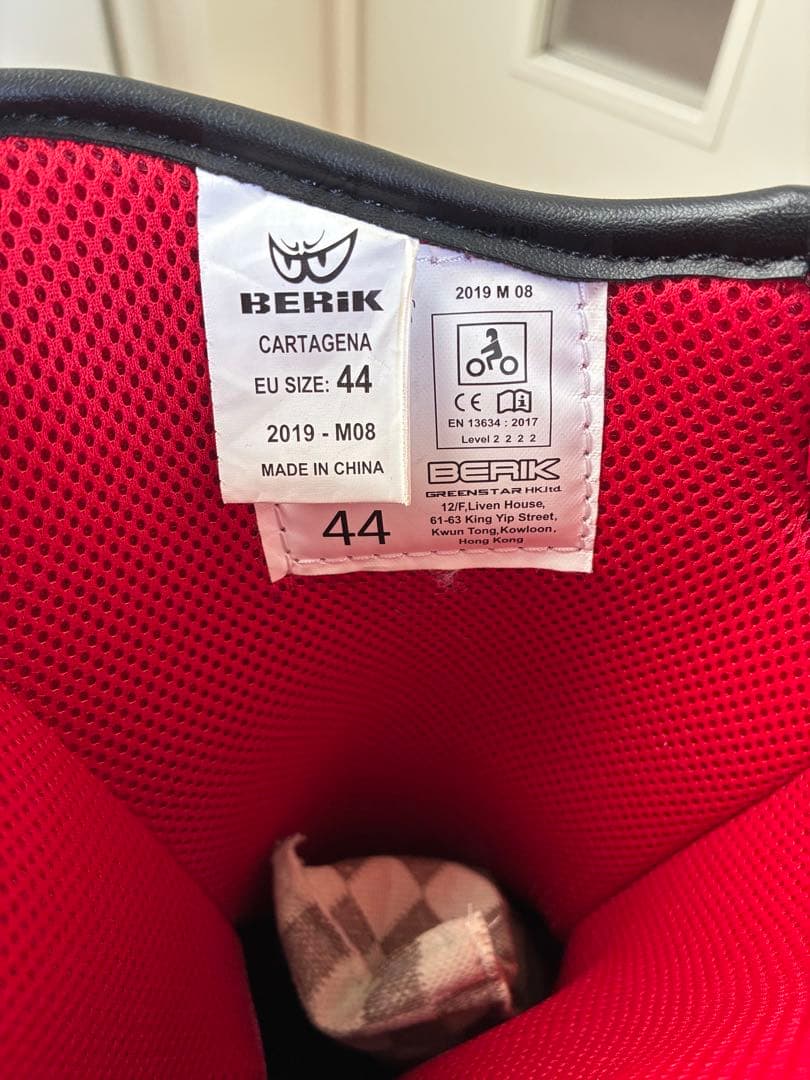 BERIK
CARTAGENA
EU SIZE: 44
2019 - M08
MADE IN CHINA
2019 M 08
CE
EN 13634 : 2017
Level 2 2 2 2
BERIK
GREENSTAR HK.ltd.
12/F,Liven House,
61-63 King Yip Street,
Kwun Tong,Kowloon,
Hong Kong
44